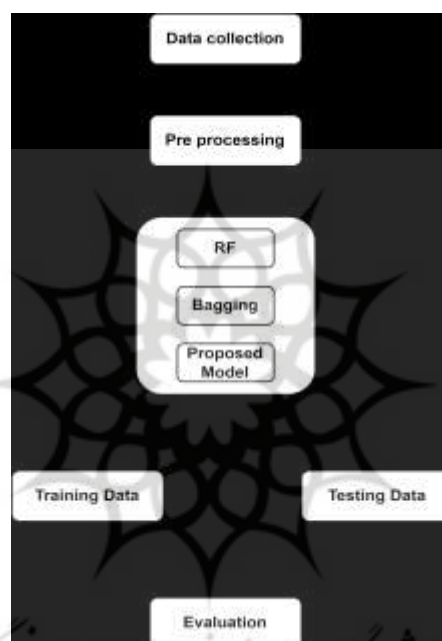 Data collection
Pre processing
RF
Bagging
Proposed
Model
Training Data
Testing Data
Evaluation